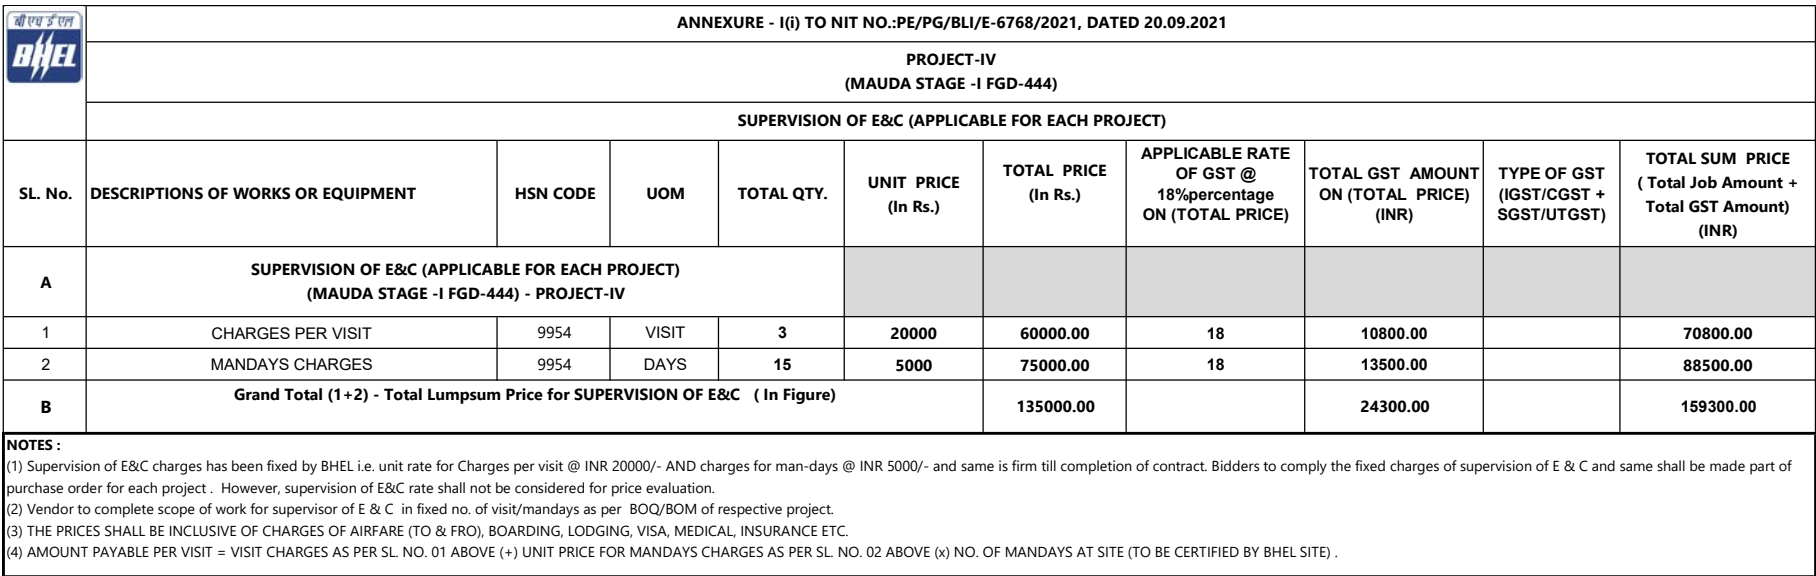 बी एच ई एल
BHEL
ANNEXURE - I(i) TO NIT NO.:PE/PG/BLI/E-6768/2021, DATED 20.09.2021
PROJECT-IV
(MAUDA STAGE -I FGD-444)
SUPERVISION OF E&C (APPLICABLE FOR EACH PROJECT)
SL. No.
DESCRIPTIONS OF WORKS OR EQUIPMENT
HSN CODE
UOM
TOTAL QTY.
UNIT PRICE
(In Rs.)
TOTAL PRICE
(In Rs.)
APPLICABLE RATE
OF GST @
18%percentage
ON (TOTAL PRICE)
TOTAL GST AMOUNT
ON (TOTAL PRICE)
(INR)
TYPE OF GST
(IGST/CGST +
SGST/UTGST)
TOTAL SUM PRICE
( Total Job Amount +
Total GST Amount)
(INR)
A
SUPERVISION OF E&C (APPLICABLE FOR EACH PROJECT)
(MAUDA STAGE -I FGD-444) - PROJECT-IV
1 CHARGES PER VISIT 9954 VISIT 3 20000 60000.00 18 10800.00 70800.00
2 MANDAYS CHARGES 9954 DAYS 15 5000 75000.00 18 13500.00 88500.00
B Grand Total (1+2) - Total Lumpsum Price for SUPERVISION OF E&C ( In Figure) 135000.00 24300.00 159300.00
NOTES :
(1) Supervision of E&C charges has been fixed by BHEL i.e. unit rate for Charges per visit @ INR 20000/- AND charges for man-days @ INR 5000/- and same is firm till completion of contract. Bidders to comply the fixed charges of supervision of E & C and same shall be made part of
purchase order for each project . However, supervision of E&C rate shall not be considered for price evaluation.
(2) Vendor to complete scope of work for supervisor of E & C in fixed no. of visit/mandays as per BOQ/BOM of respective project.
(3) THE PRICES SHALL BE INCLUSIVE OF CHARGES OF AIRFARE (TO & FRO), BOARDING, LODGING, VISA, MEDICAL, INSURANCE ETC.
(4) AMOUNT PAYABLE PER VISIT = VISIT CHARGES AS PER SL. NO. 01 ABOVE (+) UNIT PRICE FOR MANDAYS CHARGES AS PER SL. NO. 02 ABOVE (x) NO. OF MANDAYS AT SITE (TO BE CERTIFIED BY BHEL SITE) .